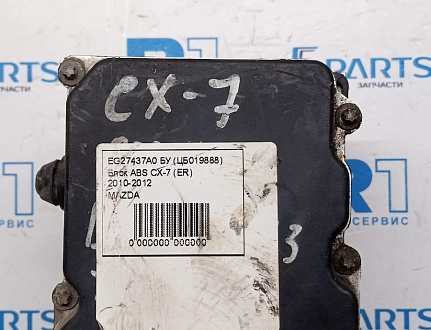 CX-7
EG27437A0 БУ (ЦБ019888)
Блок ABS CX-7 (ER)
2010-2012
MAZDA
0 000000 000000
3
PARTS
ЗАПЧАСТИ
R1
СЕРВИС